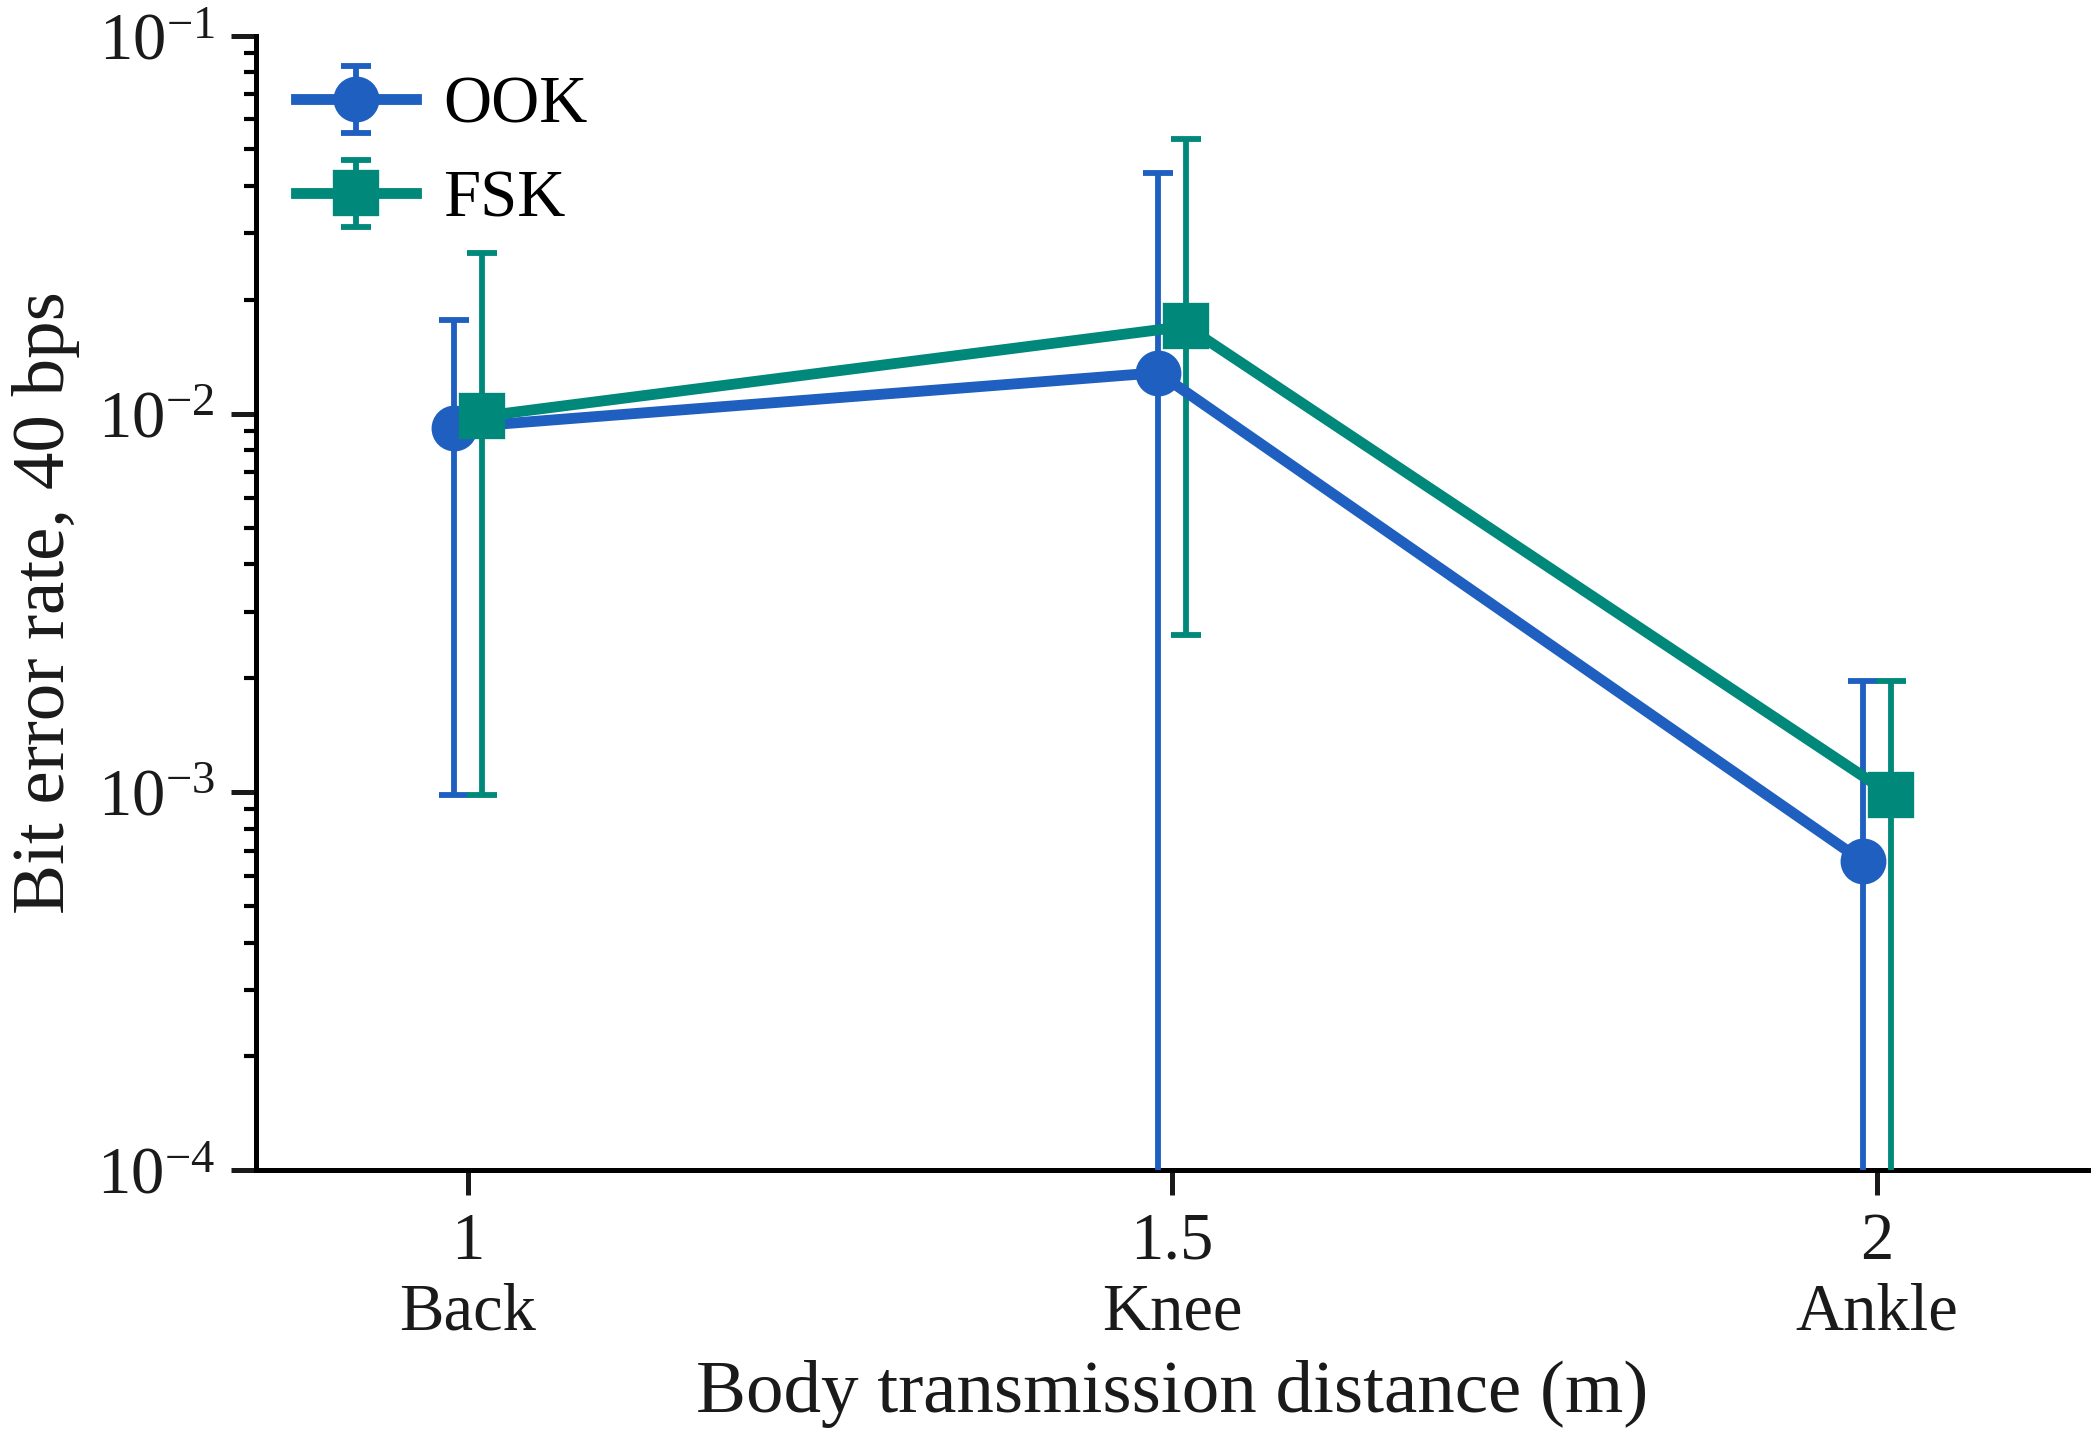 10⁻¹
OOK
FSK
Bit error rate, 40 bps
10⁻²
10⁻³
10⁻⁴
1 1.5 2
Back Knee Ankle
Body transmission distance (m)